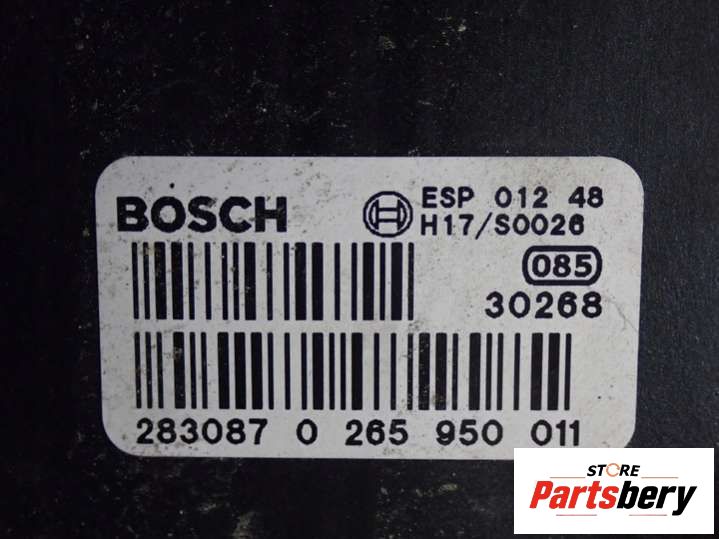 BOSCH
ESP 012 48
H17/S0026
085
30268
283087 0 265 950 011
STORE
Partsbery